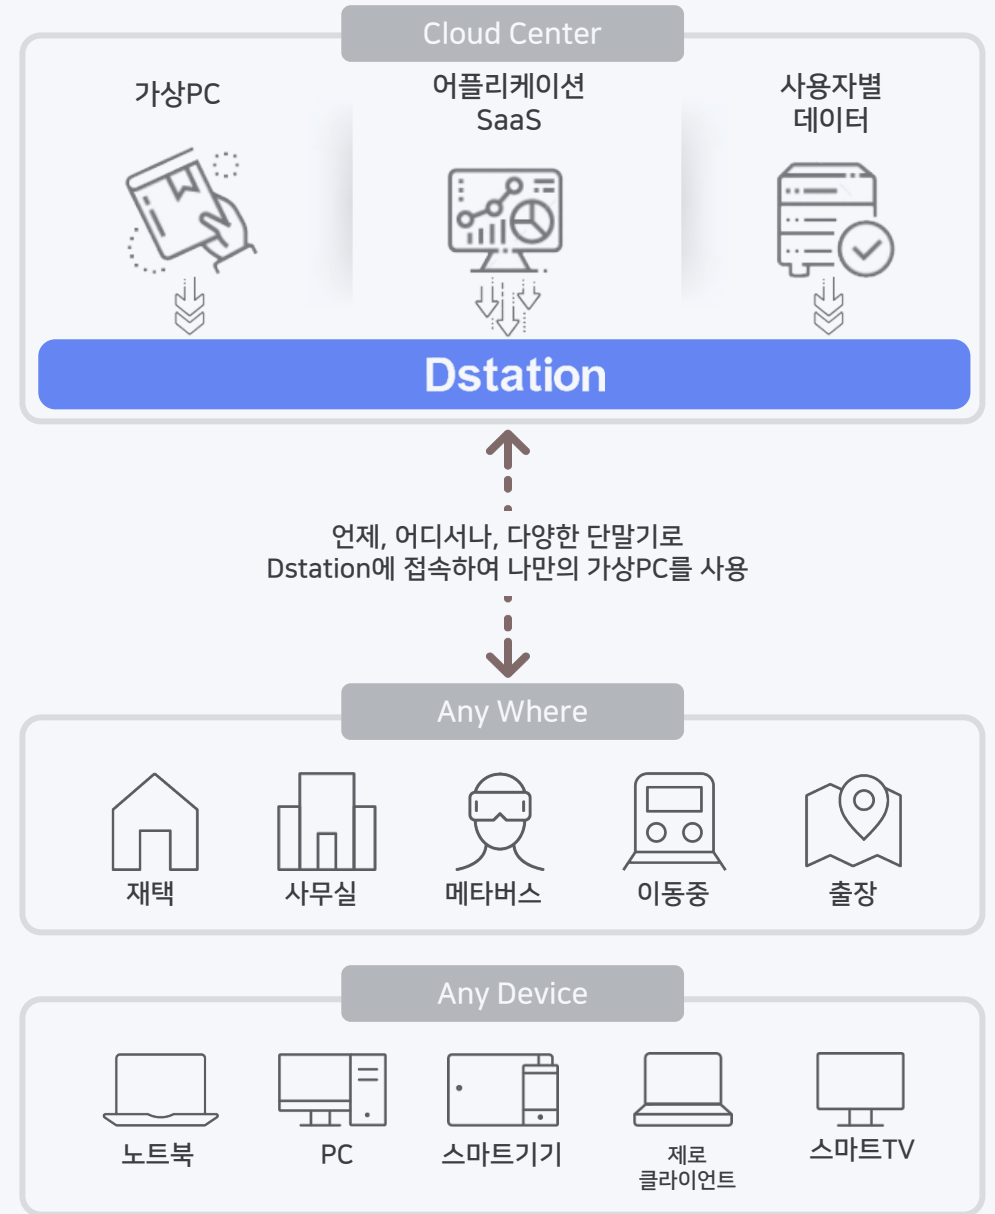 Cloud Center
가상PC
어플리케이션
SaaS
사용자별
데이터
Dstation
언제, 어디서나, 다양한 단말기로
Dstation에 접속하여 나만의 가상PC를 사용
Any Where
재택
사무실
메타버스
이동중
출장
Any Device
노트북
PC
스마트기기
제로
클라이언트
스마트TV